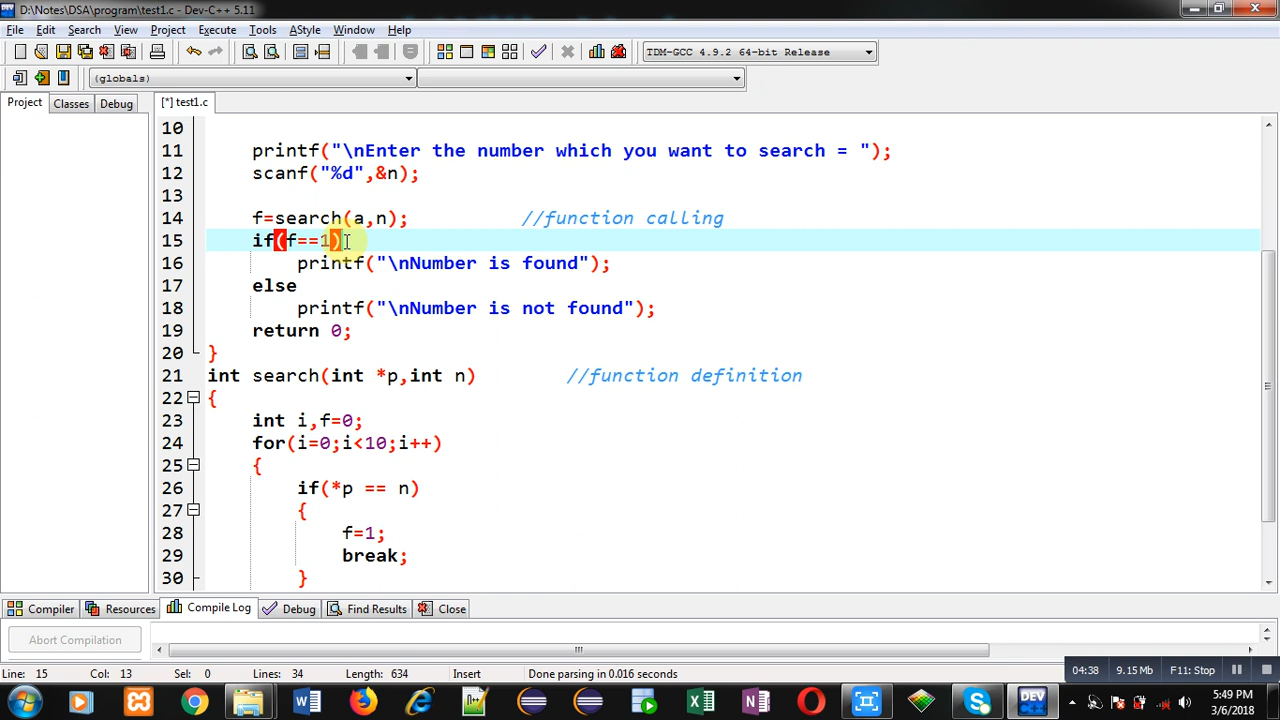 D:\Notes\DSA\program\test1.c - Dev-C++ 5.11
File Edit Search View Project Execute Tools AStyle Window Help
TDM-GCC 4.9.2 64-bit Release
(globals)
Project Classes Debug
[*] test1.c
10
11 printf("\nEnter the number which you want to search = ");
12 scanf("%d",&n);
13
14 f=search(a,n); //function calling
15 if(f==1)
16 printf("\nNumber is found");
17 else
18 printf("\nNumber is not found");
19 return 0;
20 }
21 int search(int *p,int n) //function definition
22 {
23 int i,f=0;
24 for(i=0;i<10;i++)
25 {
26 if(*p == n)
27 {
28 f=1;
29 break;
30 }
Compiler Resources Compile Log Debug Find Results Close
Abort Compilation
Line: 15 Col: 13 Sel: 0 Lines: 34 Length: 634 Insert Done parsing in 0.016 seconds
04:38 9.15 Mb F11: Stop
DEV
5:49 PM
3/6/2018